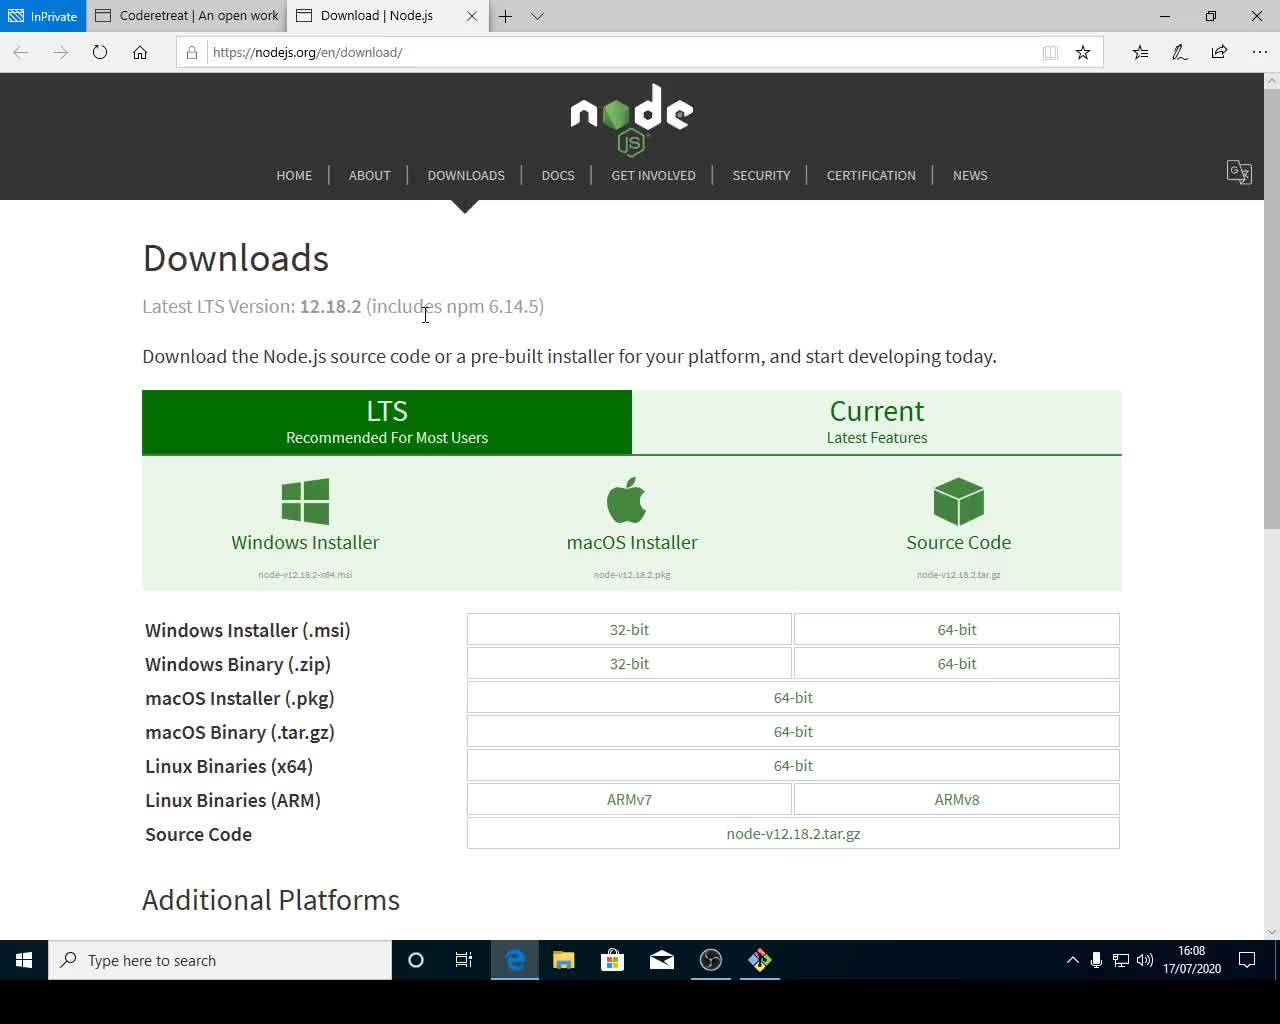 InPrivate
Coderetreat | An open work
Download | Node.js
https://nodejs.org/en/download/
node
JS
HOME
ABOUT
DOWNLOADS
DOCS
GET INVOLVED
SECURITY
CERTIFICATION
NEWS
Downloads
Latest LTS Version: 12.18.2 (includes npm 6.14.5)
Download the Node.js source code or a pre-built installer for your platform, and start developing today.
LTS
Recommended For Most Users
Current
Latest Features
Windows Installer
node-v12.18.2-x64.msi
macOS Installer
node-v12.18.2.pkg
Source Code
node-v12.18.2.tar.gz
Windows Installer (.msi) 32-bit 64-bit
Windows Binary (.zip) 32-bit 64-bit
macOS Installer (.pkg) 64-bit
macOS Binary (.tar.gz) 64-bit
Linux Binaries (x64) 64-bit
Linux Binaries (ARM) ARMv7 ARMv8
Source Code node-v12.18.2.tar.gz
Additional Platforms
Type here to search
16:08
17/07/2020